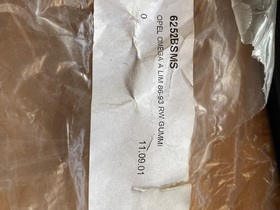 6252BSMS
OPEL OMEGA A LIM 86-93 RW GUMMI
0
11.09.01